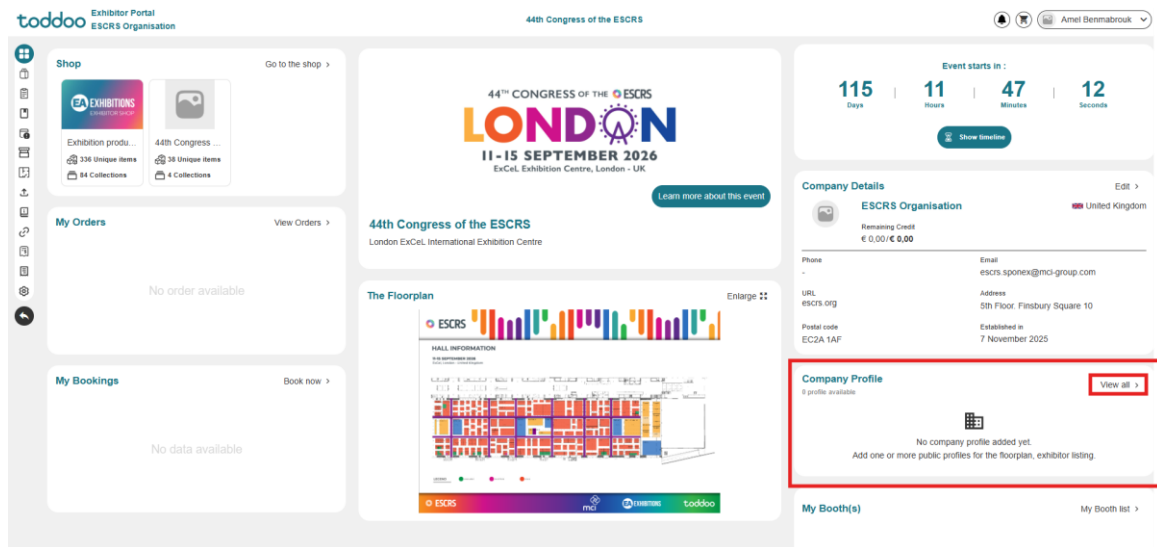 toddoo
Exhibitor Portal
ESCRS Organisation
44th Congress of the ESCRS
Amel Benmabrouk
Shop
Go to the shop >
EA EXHIBITIONS
EXHIBITOR SHOP
Exhibition produ...
336 Unique items
84 Collections
44th Congress ...
38 Unique items
4 Collections
My Orders
View Orders >
No order available
My Bookings
Book now >
No data available
44TH CONGRESS OF THE ESCRS
LONDON
11-15 SEPTEMBER 2026
ExCeL Exhibition Centre, London - UK
Learn more about this event
44th Congress of the ESCRS
London ExCeL International Exhibition Centre
The Floorplan
Enlarge
ESCRS
HALL INFORMATION
ESCRS
mci
EA EXHIBITIONS
toddoo
Event starts in :
115 | 11 | 47 | 12
Days Hours Minutes Seconds
Show timeline
Company Details
Edit >
ESCRS Organisation
United Kingdom
Remaining Credit
€ 0,00/€ 0,00
Phone
-
Email
escrs.sponex@mci-group.com
URL
escrs.org
Address
5th Floor. Finsbury Square 10
Postal code
EC2A 1AF
Established in
7 November 2025
Company Profile
View all >
0 profile available
No company profile added yet.
Add one or more public profiles for the floorplan, exhibitor listing.
My Booth(s)
My Booth list >